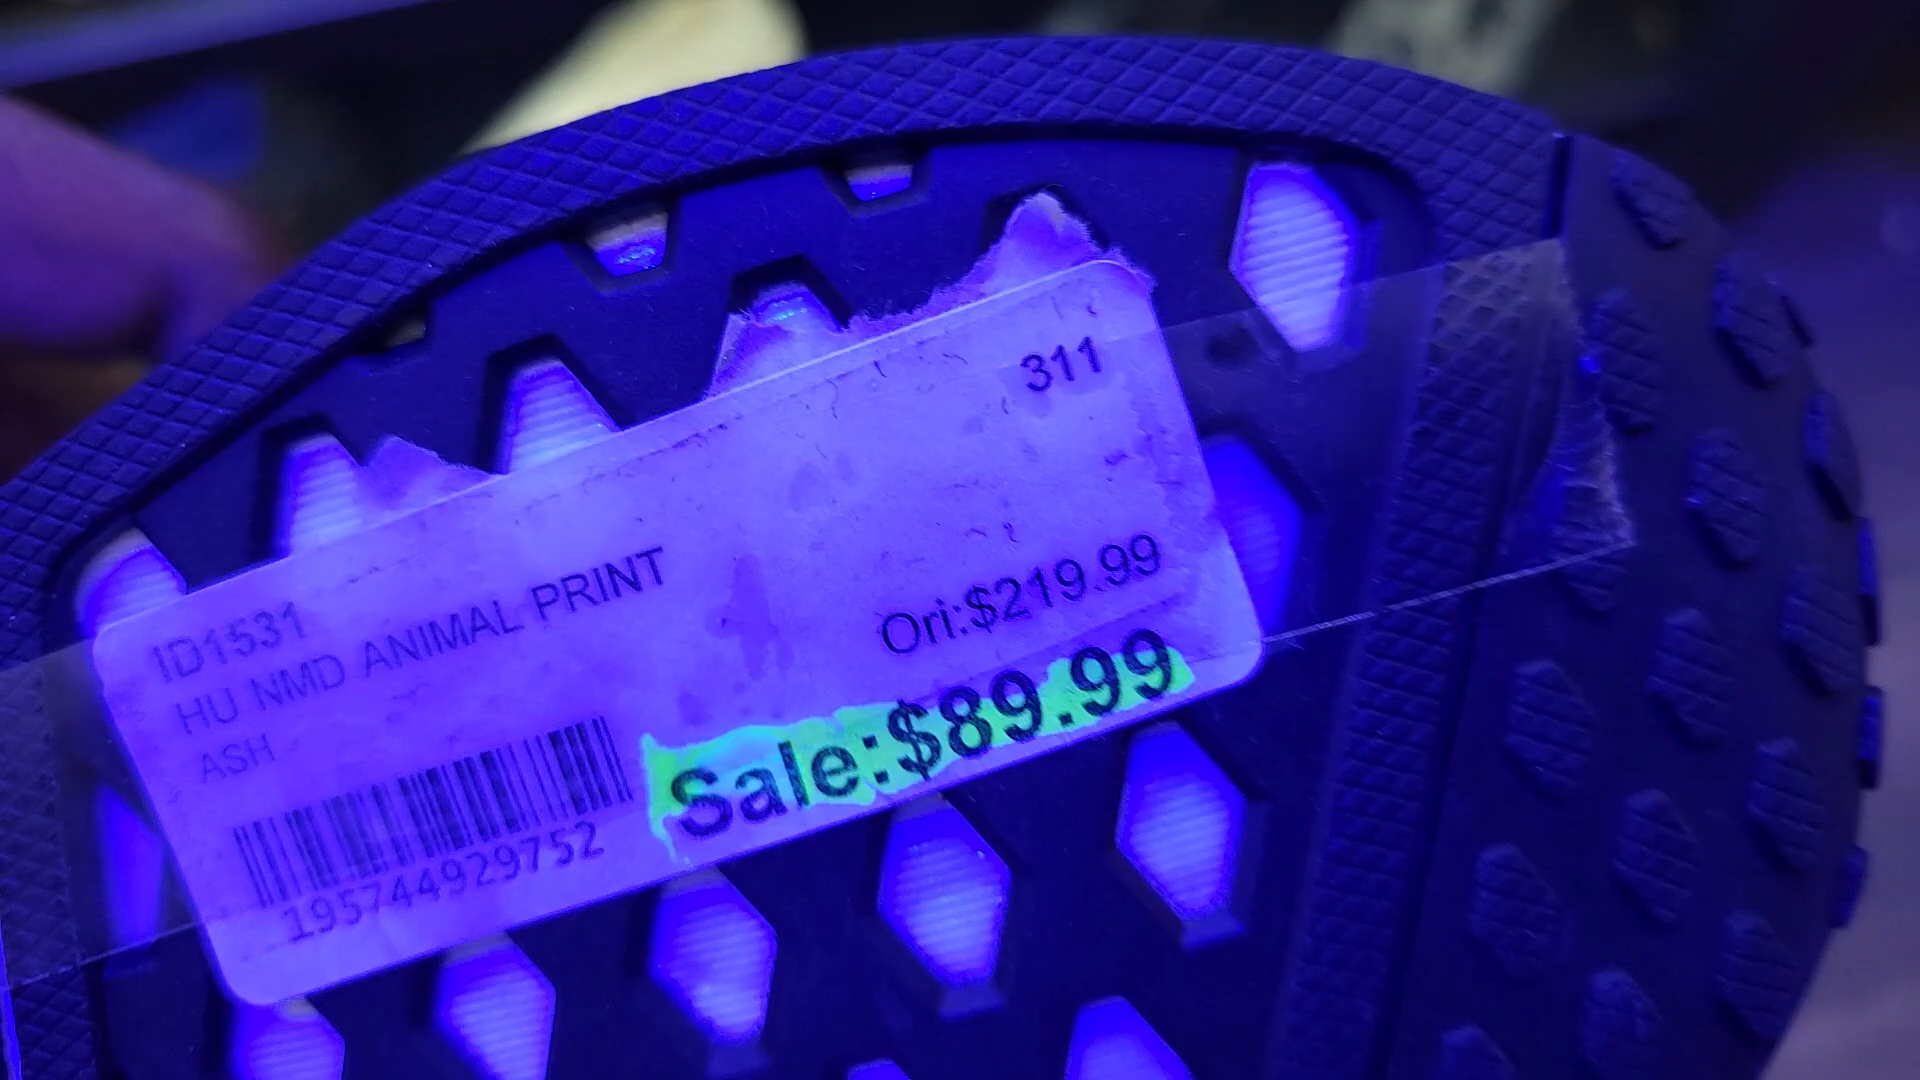 311
ID1531
HU NMD ANIMAL PRINT
ASH
Ori:$219.99
Sale:$89.99
195744929752